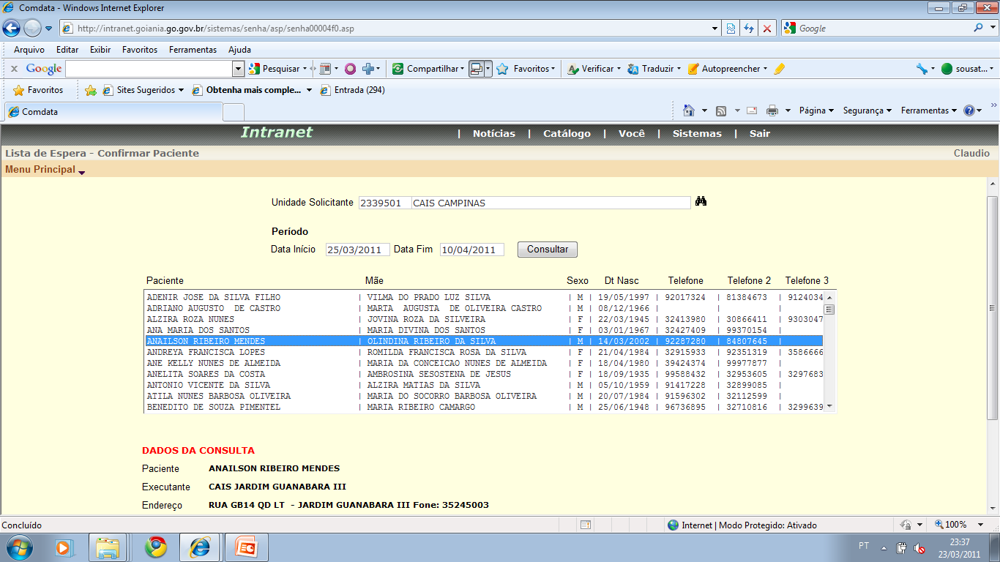 Comdata - Windows Internet Explorer
http://intranet.goiania.go.gov.br/sistemas/senha/asp/senha00004f0.asp
Google
Arquivo Editar Exibir Favoritos Ferramentas Ajuda
x Google Pesquisar Compartilhar Favoritos Verificar Traduzir Autopreencher sousat...
Favoritos Sites Sugeridos Obtenha mais comple... Entrada (294)
Comdata Página Segurança Ferramentas
Intranet | Notícias | Catálogo | Você | Sistemas | Sair
Lista de Espera - Confirmar Paciente Claudio
Menu Principal
Unidade Solicitante 2339501 CAIS CAMPINAS
Período
Data Início 25/03/2011 Data Fim 10/04/2011 Consultar
Paciente Mãe Sexo Dt Nasc Telefone Telefone 2 Telefone 3
ADENIR JOSE DA SILVA FILHO | VILMA DO PRADO LUZ SILVA | M | 19/05/1997 | 92017324 | 81384673 | 9124034
ADRIANO AUGUSTO DE CASTRO | MARTA AUGUSTA DE OLIVEIRA CASTRO | M | 08/12/1966 | | |
ALZIRA ROZA NUNES | JOVINA ROZA DA SILVEIRA | F | 22/03/1945 | 32413980 | 30866411 | 9303047
ANA MARIA DOS SANTOS | MARIA DIVINA DOS SANTOS | F | 03/01/1967 | 32427409 | 99370154 |
ANAILSON RIBEIRO MENDES | OLINDINA RIBEIRO DA SILVA | M | 14/03/2002 | 92287280 | 84807645 |
ANDREYA FRANCISCA LOPES | ROMILDA FRANCISCA ROSA DA SILVA | F | 21/04/1984 | 32915933 | 92351319 | 3586666
ANE KELLY NUNES DE ALMEIDA | MARIA DA CONCEICAO NUNES DE ALMEIDA | F | 18/04/1980 | 39424374 | 99977877 |
ANELITA SOARES DA COSTA | AMBROSINA SESOSTENA DE JESUS | F | 18/09/1935 | 99588432 | 32953605 | 3297683
ANTONIO VICENTE DA SILVA | ALZIRA MATIAS DA SILVA | M | 05/10/1959 | 91417228 | 32899085 |
ATILA NUNES BARBOSA OLIVEIRA | MARIA DO SOCORRO BARBOSA OLIVEIRA | M | 20/07/1984 | 91596302 | 32112599 |
BENEDITO DE SOUZA PIMENTEL | MARIA RIBEIRO CAMARGO | M | 25/06/1948 | 96736895 | 32710816 | 3299639
DADOS DA CONSULTA
Paciente ANAILSON RIBEIRO MENDES
Executante CAIS JARDIM GUANABARA III
Endereço RUA GB14 QD LT - JARDIM GUANABARA III Fone: 35245003
Concluído Internet | Modo Protegido: Ativado 100%
PT 23:37
23/03/2011